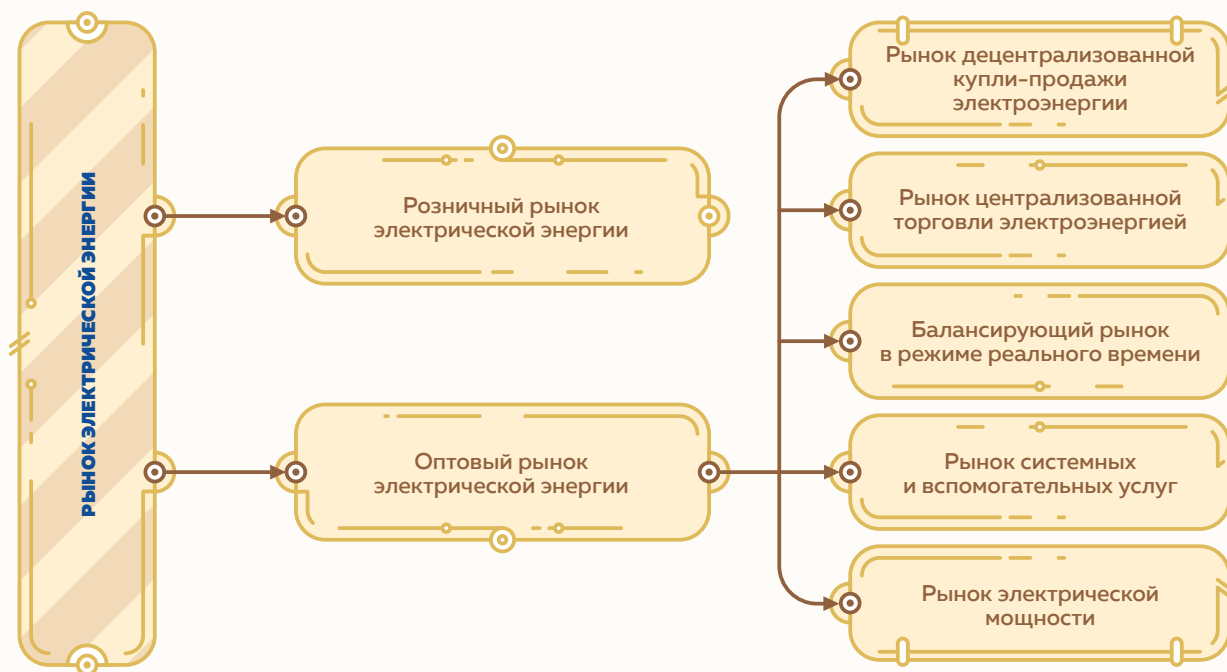 РЫНОК ЭЛЕКТРИЧЕСКОЙ ЭНЕРГИИ
Розничный рынок
электрической энергии
Оптовый рынок
электрической энергии
Рынок децентрализованной
купли-продажи
электроэнергии
Рынок централизованной
торговли электроэнергией
Балансирующий рынок
в режиме реального времени
Рынок системных
и вспомогательных услуг
Рынок электрической
мощности